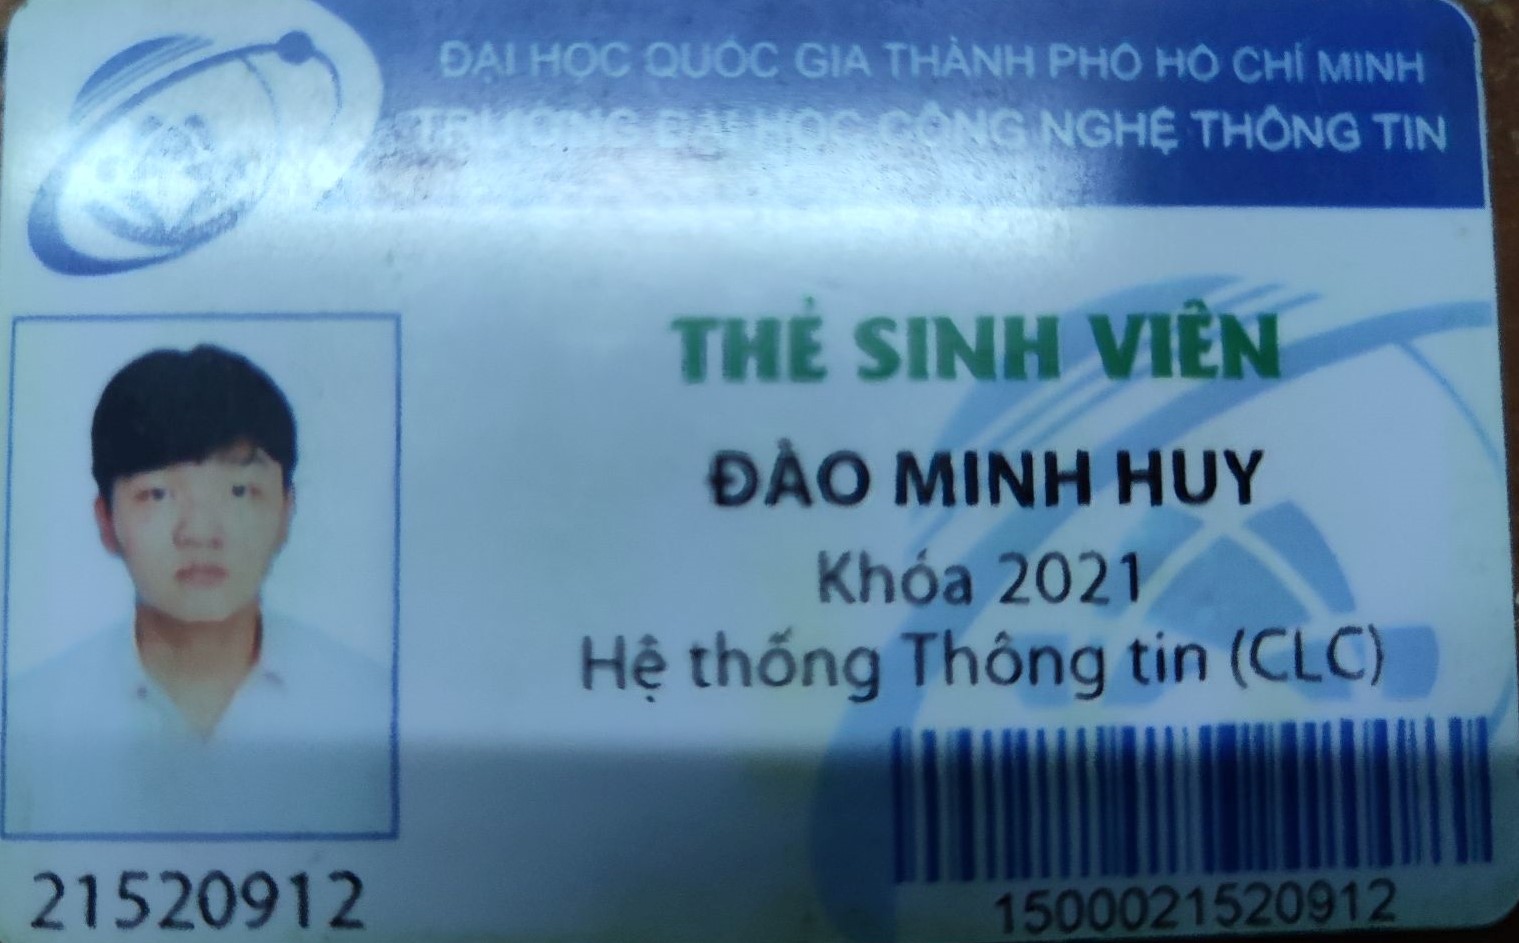 ĐẠI HỌC QUỐC GIA THÀNH PHỐ HỒ CHÍ MINH
TRƯỜNG ĐẠI HỌC CÔNG NGHỆ THÔNG TIN
THẺ SINH VIÊN
ĐÀO MINH HUY
Khóa 2021
Hệ thống Thông tin (CLC)
21520912
1500021520912